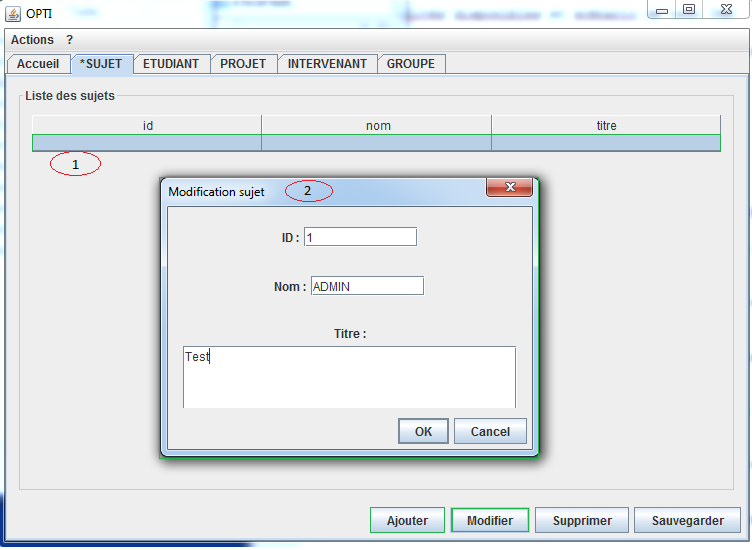 OPTI
Actions ?
Accueil *SUJET ETUDIANT PROJET INTERVENANT GROUPE
Liste des sujets
id nom titre
1
Modification sujet 2
ID : 1
Nom : ADMIN
Titre :
Test
OK Cancel
Ajouter Modifier Supprimer Sauvegarder